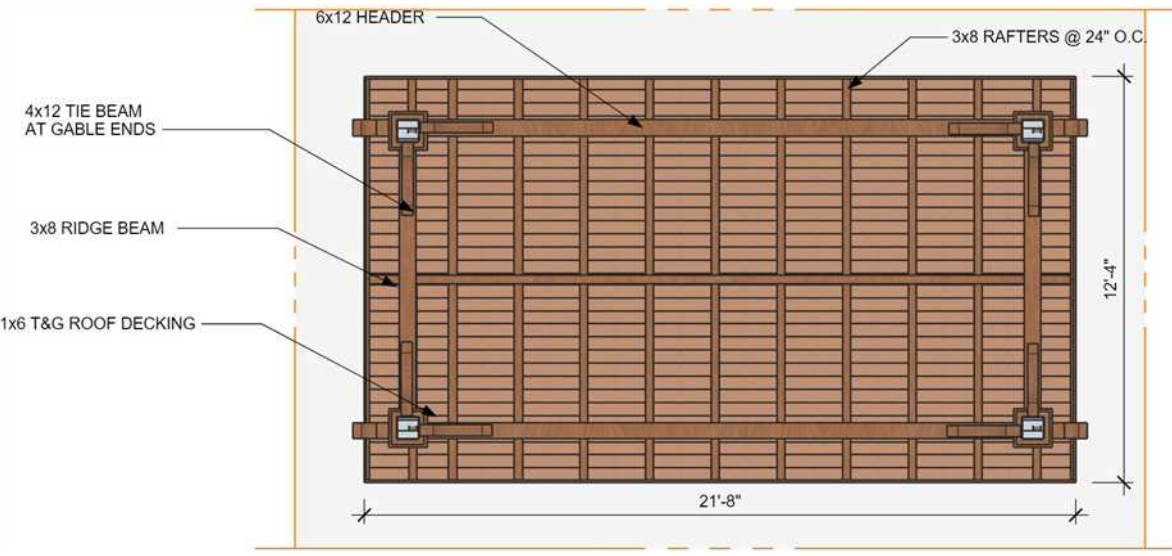 6x12 HEADER
3x8 RAFTERS @ 24" O.C.
4x12 TIE BEAM
AT GABLE ENDS
3x8 RIDGE BEAM
12'-4"
1x6 T&G ROOF DECKING
21'-8"